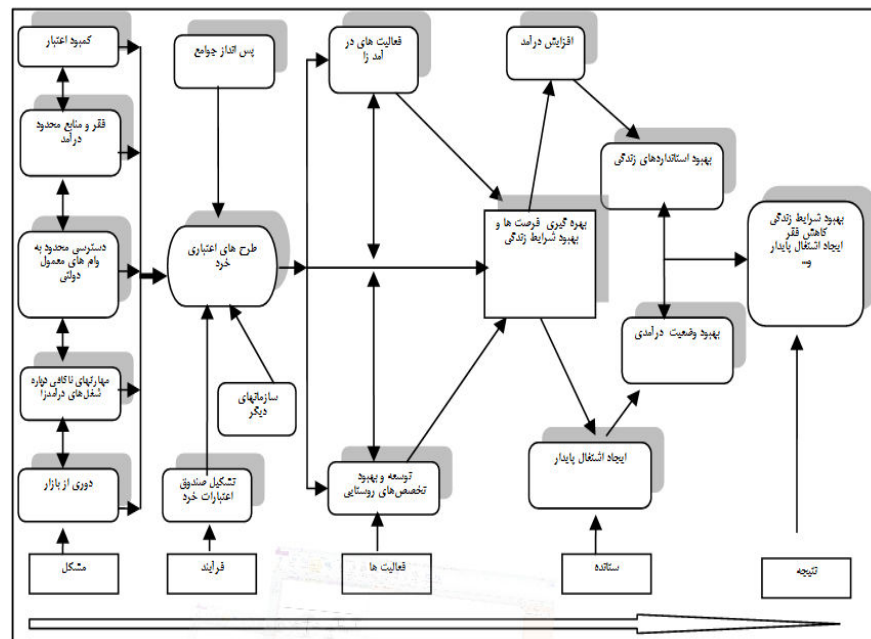 کمبود اعتبار
فقر و منابع محدود
درآمد
دسترسی محدود به
وام های معمول
دولتی
مهارتهای ناکافی دوباره
شغل‌های درآمدزا
دوری از بازار
مشکل
پس انداز جوامع
طرح های اعتباری
خرد
سازمانهای
دیگر
تشکیل صندوق
اعتبارات خرد
فرآیند
فعالیت های در
آمد زا
توسعه و بهبود
تخصص‌های روستایی
فعالیت ها
افزایش درآمد
بهره گیری فرصت ها و
بهبود شرایط زندگی
ایجاد اشتغال پایدار
ستانده
بهبود استانداردهای زندگی
بهبود وضعیت درآمدی
بهبود شرایط زندگی
کاهش فقر
ایجاد اشتغال پایدار
و...
نتیجه